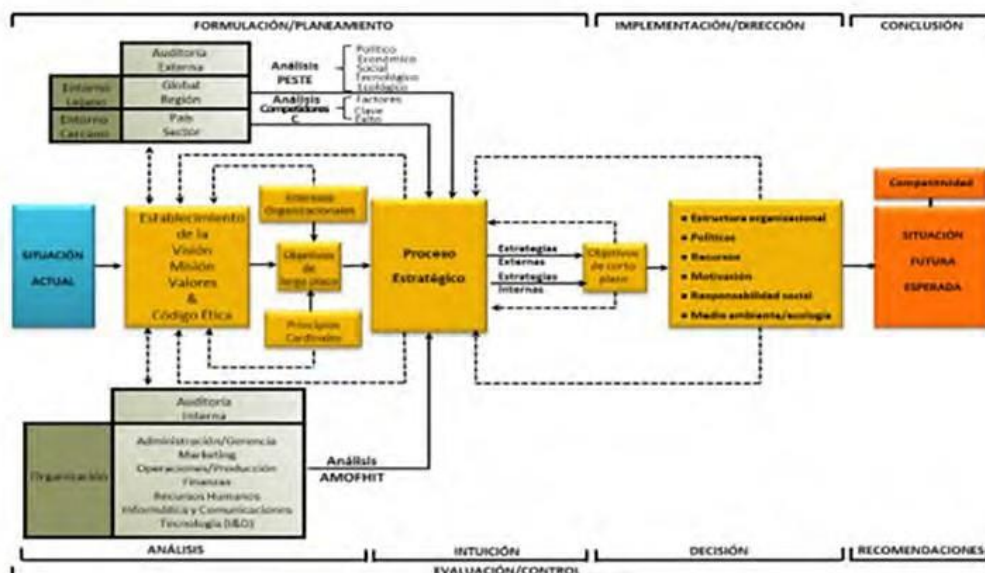 FORMULACIÓN/PLANEAMIENTO
IMPLEMENTACIÓN/DIRECCIÓN
CONCLUSIÓN
Auditoría
Externa
Entorno
Lejano
Global
Región
Entorno
Cercano
País
Sector
Análisis
PESTE
Político
Económico
Social
Tecnológico
Ecológico
Análisis
Competidores
C
Factores
Clave
Éxito
SITUACIÓN
ACTUAL
Establecimiento
de la
Visión
Misión
Valores
&
Código Ética
Intereses
Organizacionales
Objetivos
de
largo plazo
Principios
Cardinales
Proceso
Estratégico
Estrategias
Externas
Estrategias
Internas
Objetivos
de corto
plazo
• Estructura organizacional
• Políticos
• Recursos
• Motivación
• Responsabilidad social
• Medio ambiente/ecología
Competitividad
SITUACIÓN
FUTURA
ESPERADA
Auditoría
Interna
Organización
Administración/Gerencia
Marketing
Operaciones/Producción
Finanzas
Recursos Humanos
Informática y Comunicaciones
Tecnología (I&D)
Análisis
AMOFHIT
ANÁLISIS
INTUICIÓN
DECISIÓN
RECOMENDACIONES
EVALUACIÓN/CONTROL